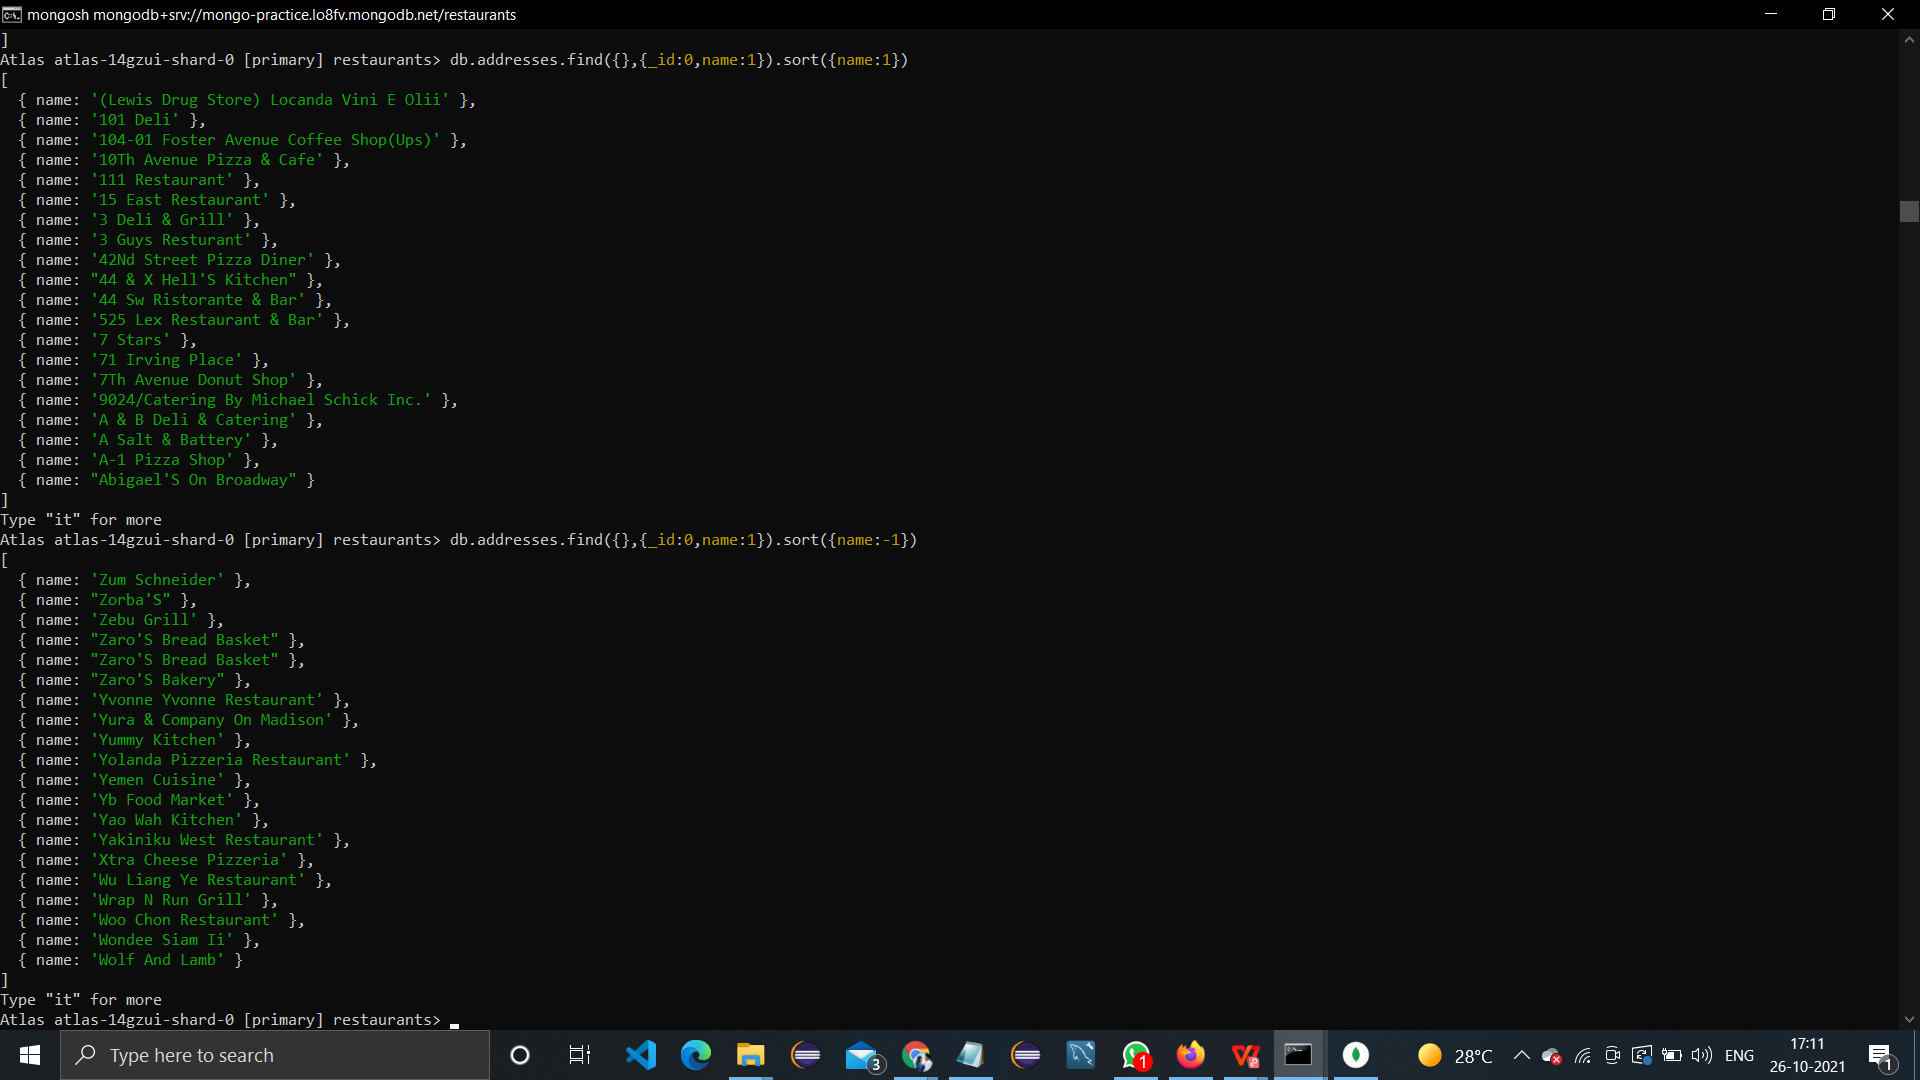 mongosh mongodb+srv://mongo-practice.lo8fv.mongodb.net/restaurants
]
Atlas atlas-14gzui-shard-0 [primary] restaurants> db.addresses.find({},{_id:0,name:1}).sort({name:1})
[
  { name: '(Lewis Drug Store) Locanda Vini E Olii' },
  { name: '101 Deli' },
  { name: '104-01 Foster Avenue Coffee Shop(Ups)' },
  { name: '10Th Avenue Pizza & Cafe' },
  { name: '111 Restaurant' },
  { name: '15 East Restaurant' },
  { name: '3 Deli & Grill' },
  { name: '3 Guys Resturant' },
  { name: '42Nd Street Pizza Diner' },
  { name: "44 & X Hell'S Kitchen" },
  { name: '44 Sw Ristorante & Bar' },
  { name: '525 Lex Restaurant & Bar' },
  { name: '7 Stars' },
  { name: '71 Irving Place' },
  { name: '7Th Avenue Donut Shop' },
  { name: '9024/Catering By Michael Schick Inc.' },
  { name: 'A & B Deli & Catering' },
  { name: 'A Salt & Battery' },
  { name: 'A-1 Pizza Shop' },
  { name: "Abigael'S On Broadway" }
]
Type "it" for more
Atlas atlas-14gzui-shard-0 [primary] restaurants> db.addresses.find({},{_id:0,name:1}).sort({name:-1})
[
  { name: 'Zum Schneider' },
  { name: "Zorba'S" },
  { name: 'Zebu Grill' },
  { name: "Zaro'S Bread Basket" },
  { name: "Zaro'S Bread Basket" },
  { name: "Zaro'S Bakery" },
  { name: 'Yvonne Yvonne Restaurant' },
  { name: 'Yura & Company On Madison' },
  { name: 'Yummy Kitchen' },
  { name: 'Yolanda Pizzeria Restaurant' },
  { name: 'Yemen Cuisine' },
  { name: 'Yb Food Market' },
  { name: 'Yao Wah Kitchen' },
  { name: 'Yakiniku West Restaurant' },
  { name: 'Xtra Cheese Pizzeria' },
  { name: 'Wu Liang Ye Restaurant' },
  { name: 'Wrap N Run Grill' },
  { name: 'Woo Chon Restaurant' },
  { name: 'Wondee Siam Ii' },
  { name: 'Wolf And Lamb' }
]
Type "it" for more
Atlas atlas-14gzui-shard-0 [primary] restaurants>
Type here to search 3 1 28°C ENG 17:11
26-10-2021 1